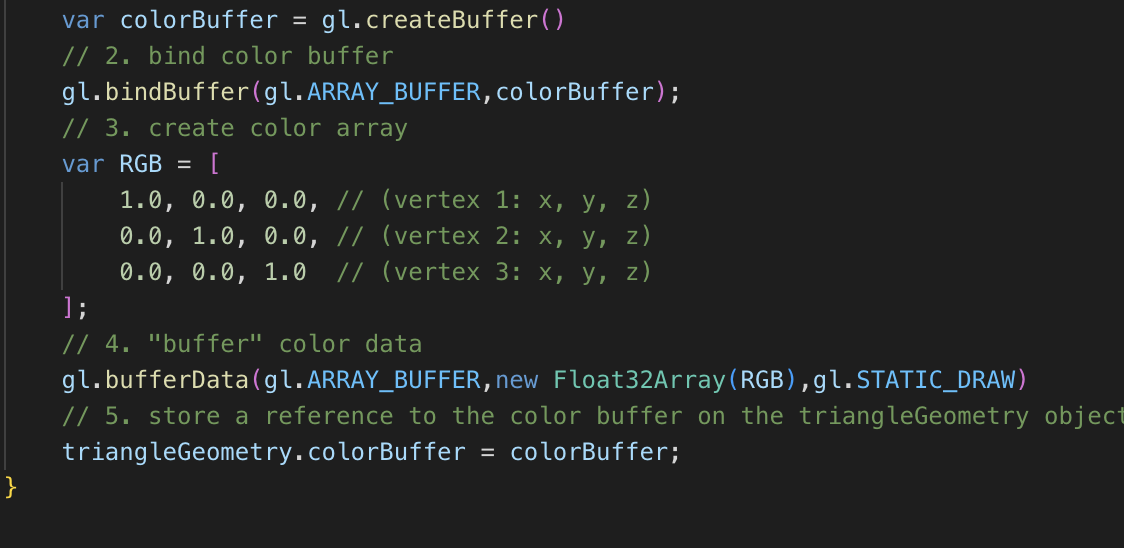 var colorBuffer = gl.createBuffer()
// 2. bind color buffer
gl.bindBuffer(gl.ARRAY_BUFFER,colorBuffer);
// 3. create color array
var RGB = [
1.0, 0.0, 0.0, // (vertex 1: x, y, z)
0.0, 1.0, 0.0, // (vertex 2: x, y, z)
0.0, 0.0, 1.0  // (vertex 3: x, y, z)
];
// 4. "buffer" color data
gl.bufferData(gl.ARRAY_BUFFER,new Float32Array(RGB),gl.STATIC_DRAW)
// 5. store a reference to the color buffer on the triangleGeometry object
triangleGeometry.colorBuffer = colorBuffer;
}